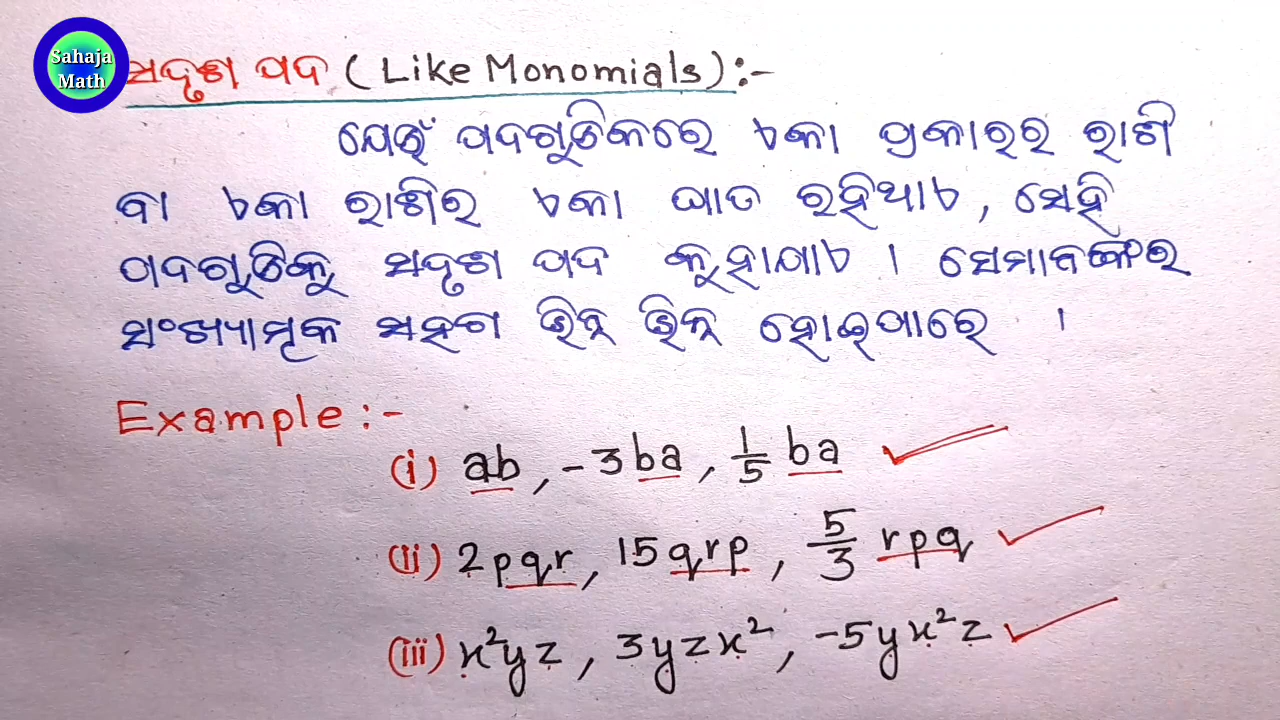 Sahaja
Math
ସଦୃଶ ପଦ (Like Monomials):-
ଯେଉଁ ପଦଗୁଡିକରେ ଏକା ପ୍ରକାରର ରାଶି
ବା ଏକା ରାଶିର ଏକା ଘାତ ରହିଥାଏ, ସେହି
ପଦଗୁଡିକୁ ସଦୃଶ ପଦ କୁହାଯାଏ । ସେମାନଙ୍କର
ସଂଖ୍ୟାତ୍ମକ ସହଗ ଭିନ୍ନ ଭିନ୍ନ ହୋଇପାରେ ।
Example:-
(i) ab, -3ba, 1/5 ba
(ii) 2pqr, 15qrp, 5/3 rpq
(iii) x²yz, 3yzx², -5yx²z